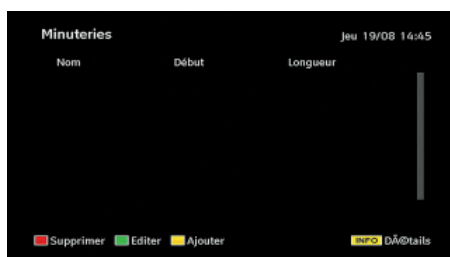 Minuteries Jeu 19/08 14:45
Nom Début Longueur
Supprimer Editer Ajouter INFO DÃ©tails